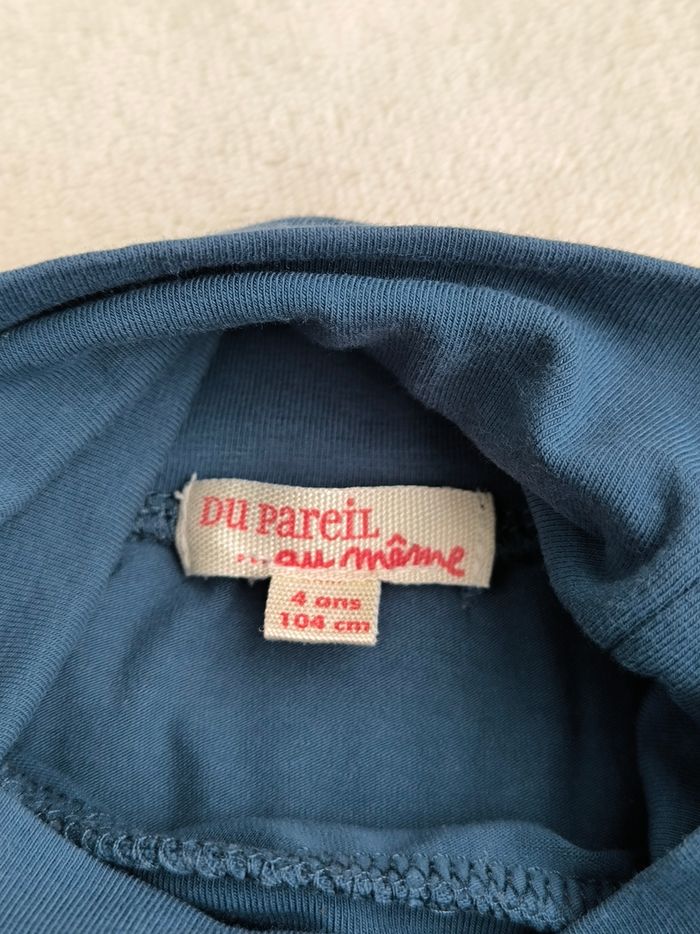 DU PAREIL
...au même
4 ans
104 cm